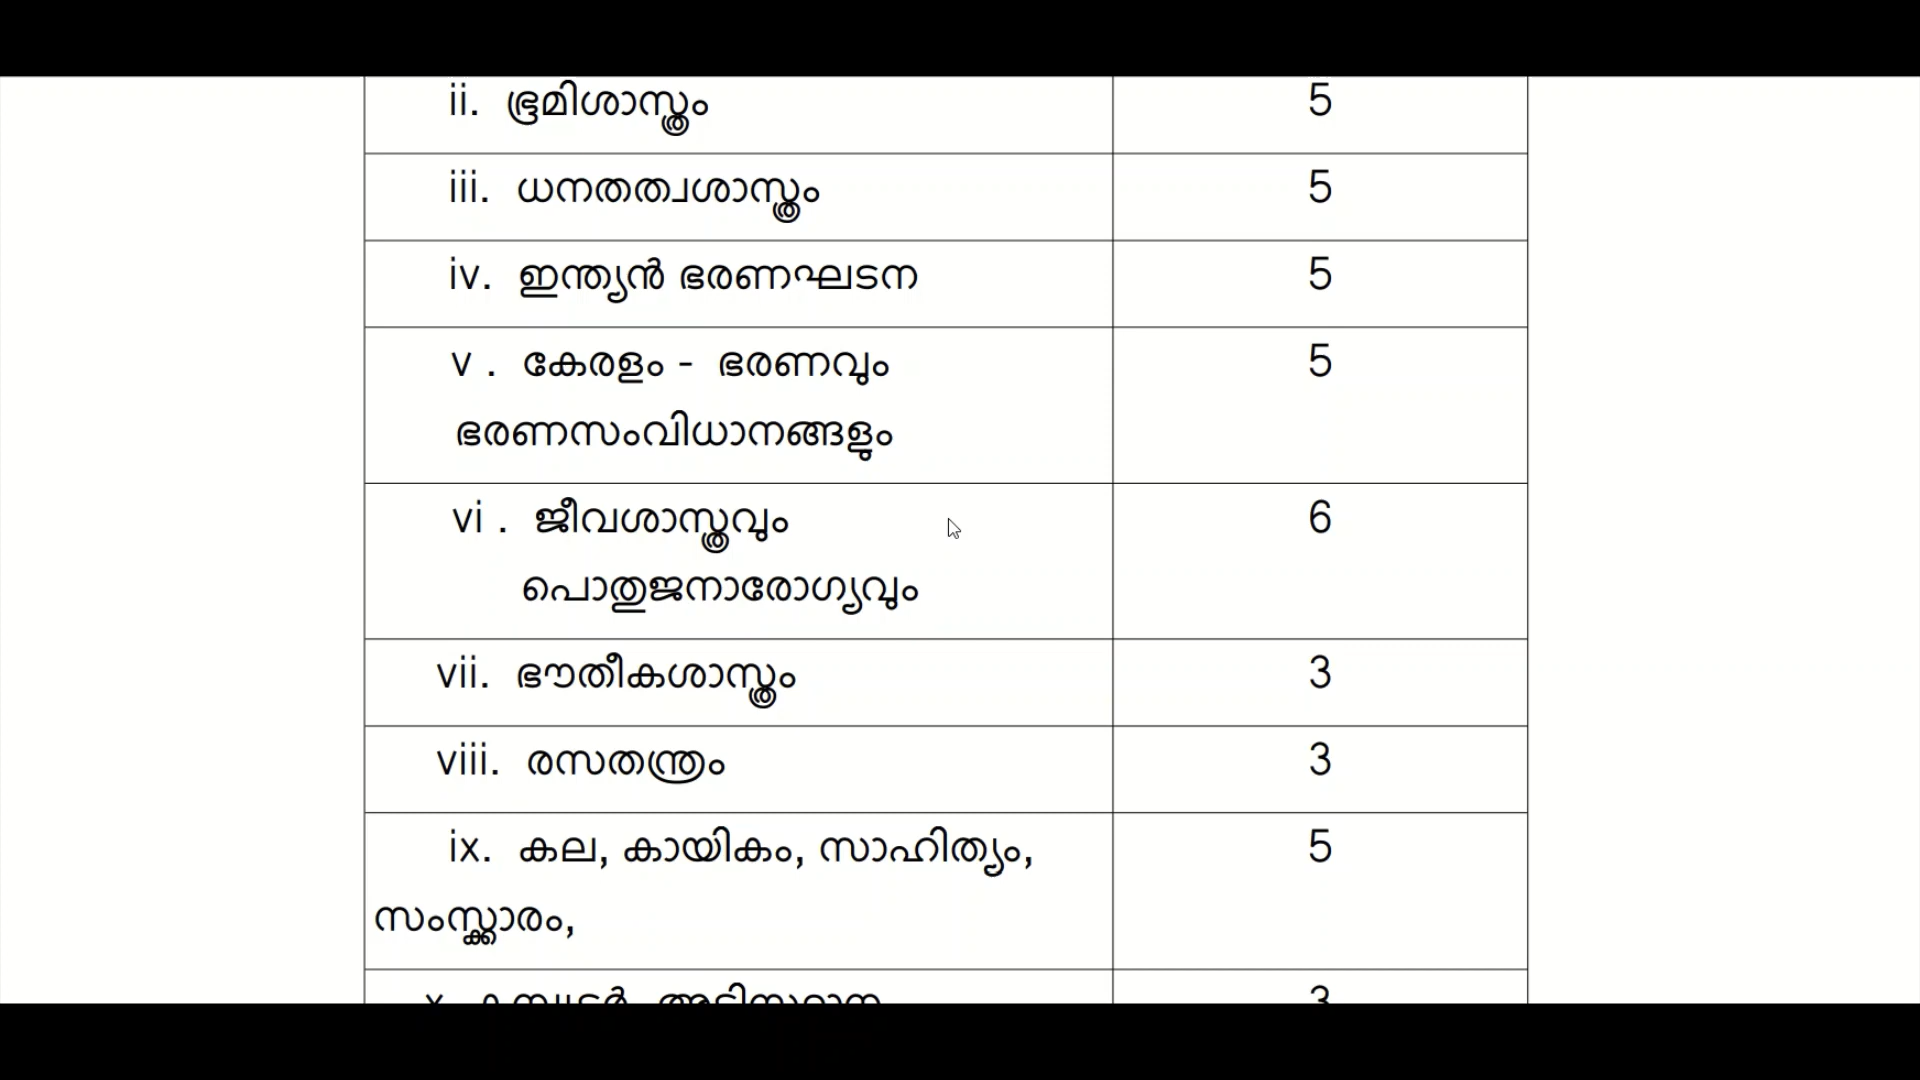 ii. ഭൂമിശാസ്ത്രം 5
iii. ധനതത്വശാസ്ത്രം 5
iv. ഇന്ത്യൻ ഭരണഘടന 5
v . കേരളം - ഭരണവും 5
ഭരണസംവിധാനങ്ങളും
vi . ജീവശാസ്ത്രവും 6
പൊതുജനാരോഗ്യവും
vii. ഭൗതീകശാസ്ത്രം 3
viii. രസതന്ത്രം 3
ix. കല, കായികം, സാഹിത്യം, 5
സംസ്ക്കാരം,